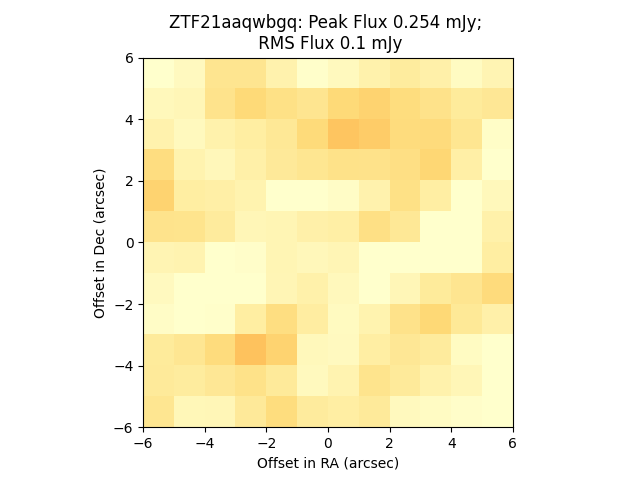 ZTF21aaqwbgq: Peak Flux 0.254 mJy;
RMS Flux 0.1 mJy
6
4
2
0
−2
−4
−6
Offset in Dec (arcsec)
−6 −4 −2 0 2 4 6
Offset in RA (arcsec)